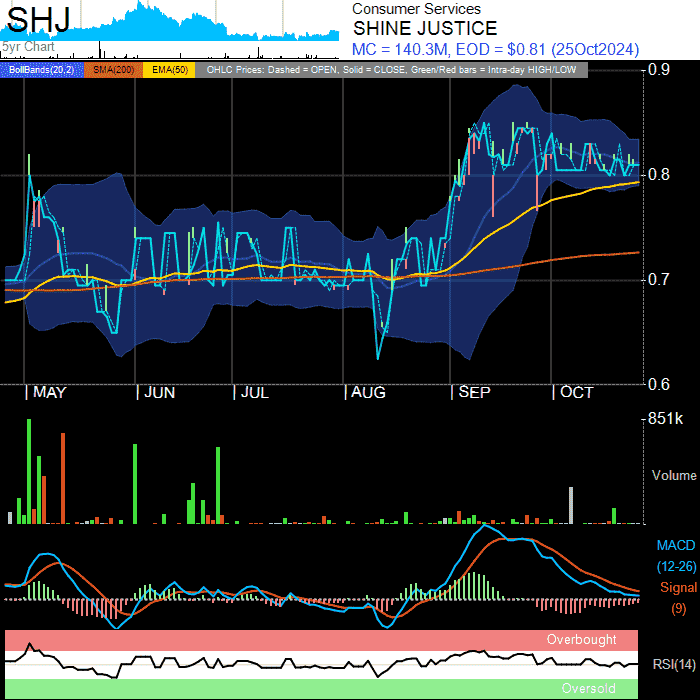 SHJ
5yr Chart
Consumer Services
SHINE JUSTICE
MC = 140.3M, EOD = $0.81 (25Oct2024)
BollBands(20,2) SMA(200) EMA(50) OHLC Prices: Dashed = OPEN, Solid = CLOSE, Green/Red bars = Intra-day HIGH/LOW
0.9
0.8
0.7
0.6
| MAY | JUN | JUL | AUG | SEP | OCT
851k
Volume
MACD
(12-26)
Signal
(9)
Overbought
RSI(14)
Oversold